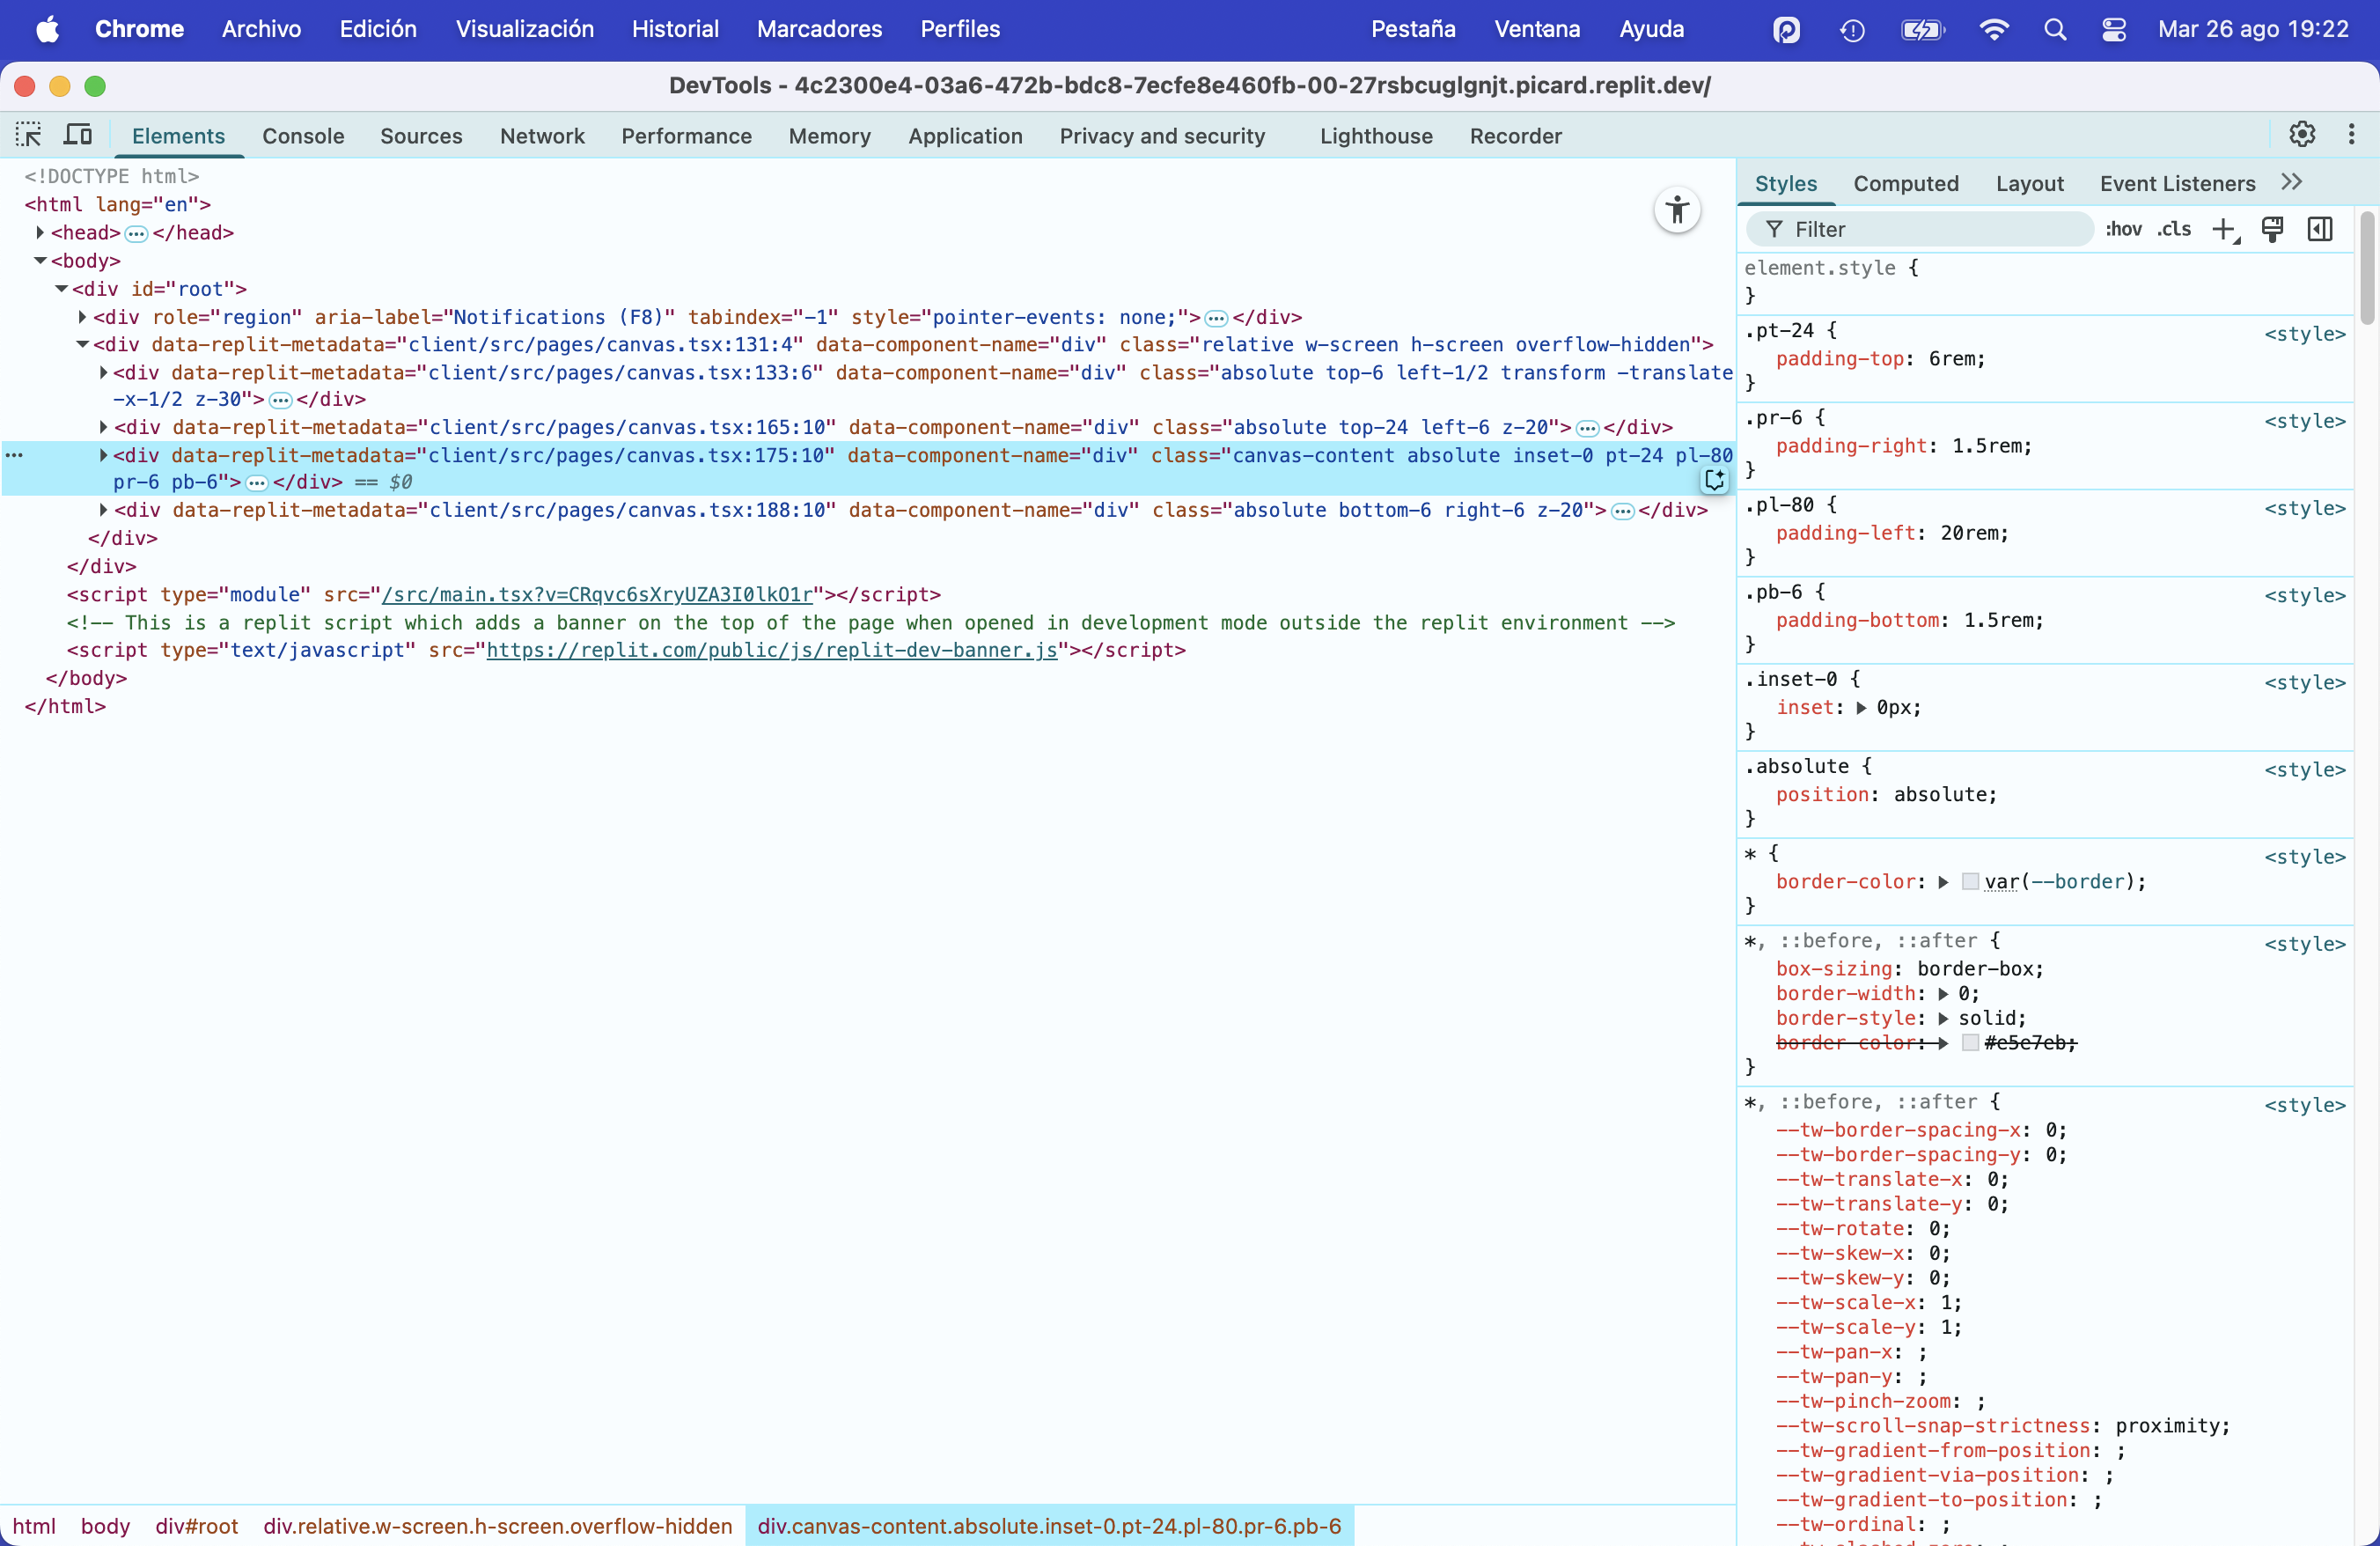 Chrome Archivo Edición Visualización Historial Marcadores Perfiles Pestaña Ventana Ayuda Mar 26 ago 19:22
DevTools - 4c2300e4-03a6-472b-bdc8-7ecfe8e460fb-00-27rsbcuglgnjt.picard.replit.dev/
Elements Console Sources Network Performance Memory Application Privacy and security Lighthouse Recorder
<!DOCTYPE html>
<html lang="en">
<head>…</head>
<body>
<div id="root">
<div role="region" aria-label="Notifications (F8)" tabindex="-1" style="pointer-events: none;">…</div>
<div data-replit-metadata="client/src/pages/canvas.tsx:131:4" data-component-name="div" class="relative w-screen h-screen overflow-hidden">
<div data-replit-metadata="client/src/pages/canvas.tsx:133:6" data-component-name="div" class="absolute top-6 left-1/2 transform -translate
-x-1/2 z-30">…</div>
<div data-replit-metadata="client/src/pages/canvas.tsx:165:10" data-component-name="div" class="absolute top-24 left-6 z-20">…</div>
<div data-replit-metadata="client/src/pages/canvas.tsx:175:10" data-component-name="div" class="canvas-content absolute inset-0 pt-24 pl-80
pr-6 pb-6">…</div> == $0
<div data-replit-metadata="client/src/pages/canvas.tsx:188:10" data-component-name="div" class="absolute bottom-6 right-6 z-20">…</div>
</div>
</div>
<script type="module" src="/src/main.tsx?v=CRqvc6sXryUZA3I0lkO1r"></script>
<!-- This is a replit script which adds a banner on the top of the page when opened in development mode outside the replit environment -->
<script type="text/javascript" src="https://replit.com/public/js/replit-dev-banner.js"></script>
</body>
</html>
html body div#root div.relative.w-screen.h-screen.overflow-hidden div.canvas-content.absolute.inset-0.pt-24.pl-80.pr-6.pb-6
Styles Computed Layout Event Listeners
Filter :hov .cls
element.style {
}
.pt-24 { <style>
padding-top: 6rem;
}
.pr-6 { <style>
padding-right: 1.5rem;
}
.pl-80 { <style>
padding-left: 20rem;
}
.pb-6 { <style>
padding-bottom: 1.5rem;
}
.inset-0 { <style>
inset: 0px;
}
.absolute { <style>
position: absolute;
}
* { <style>
border-color: var(--border);
}
*, ::before, ::after { <style>
box-sizing: border-box;
border-width: 0;
border-style: solid;
border-color: #e5e7eb;
}
*, ::before, ::after { <style>
--tw-border-spacing-x: 0;
--tw-border-spacing-y: 0;
--tw-translate-x: 0;
--tw-translate-y: 0;
--tw-rotate: 0;
--tw-skew-x: 0;
--tw-skew-y: 0;
--tw-scale-x: 1;
--tw-scale-y: 1;
--tw-pan-x: ;
--tw-pan-y: ;
--tw-pinch-zoom: ;
--tw-scroll-snap-strictness: proximity;
--tw-gradient-from-position: ;
--tw-gradient-via-position: ;
--tw-gradient-to-position: ;
--tw-ordinal: ;